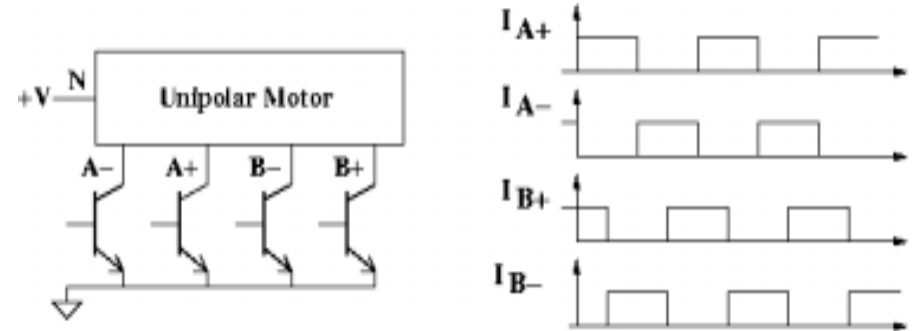 N
+V
Unipolar Motor
A− A+ B− B+
I A+
I A−
I B+
I B−